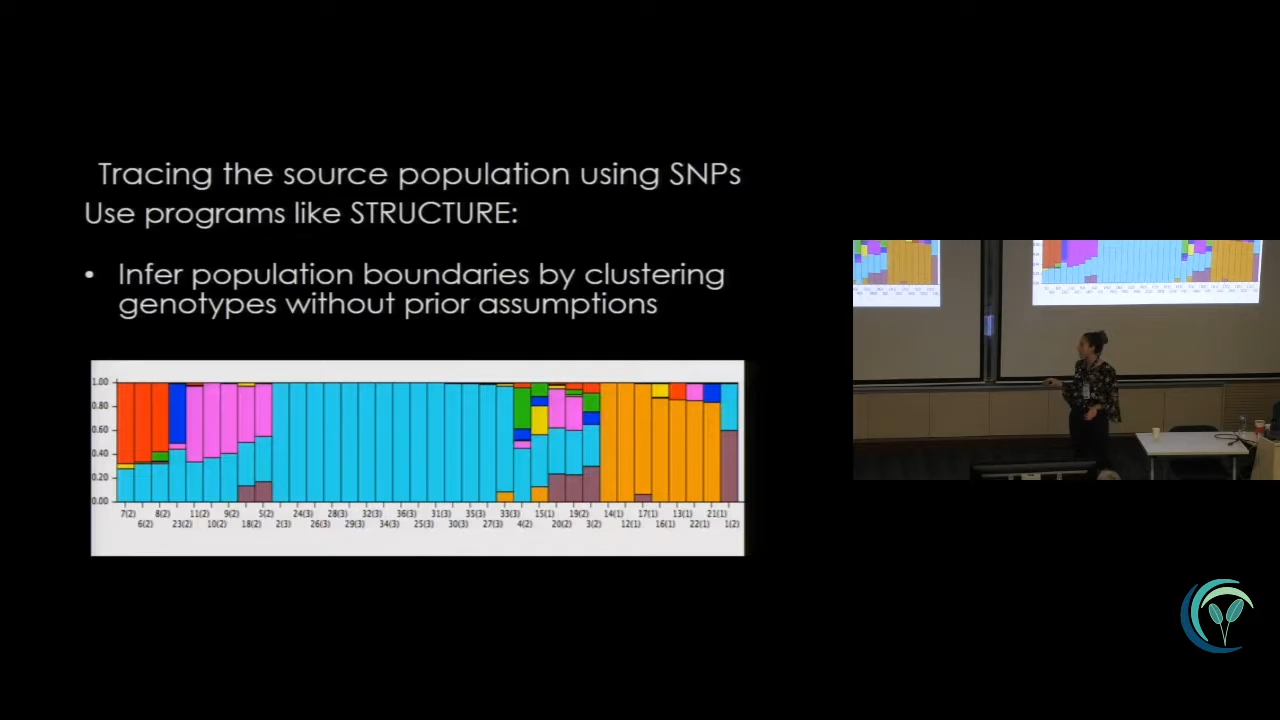 Tracing the source population using SNPs
Use programs like STRUCTURE:
• Infer population boundaries by clustering
genotypes without prior assumptions
1.00
0.80
0.60
0.40
0.20
0.00
7(2) 8(2) 11(2) 9(2) 5(2) 24(3) 28(3) 32(3) 36(3) 31(3) 35(3) 33(3) 15(1) 19(2) 14(1) 17(1) 13(1) 21(1)
6(2) 23(2) 10(2) 18(2) 2(3) 26(3) 29(3) 34(3) 25(3) 30(3) 27(3) 4(2) 20(2) 3(2) 12(1) 16(1) 22(1) 1(2)